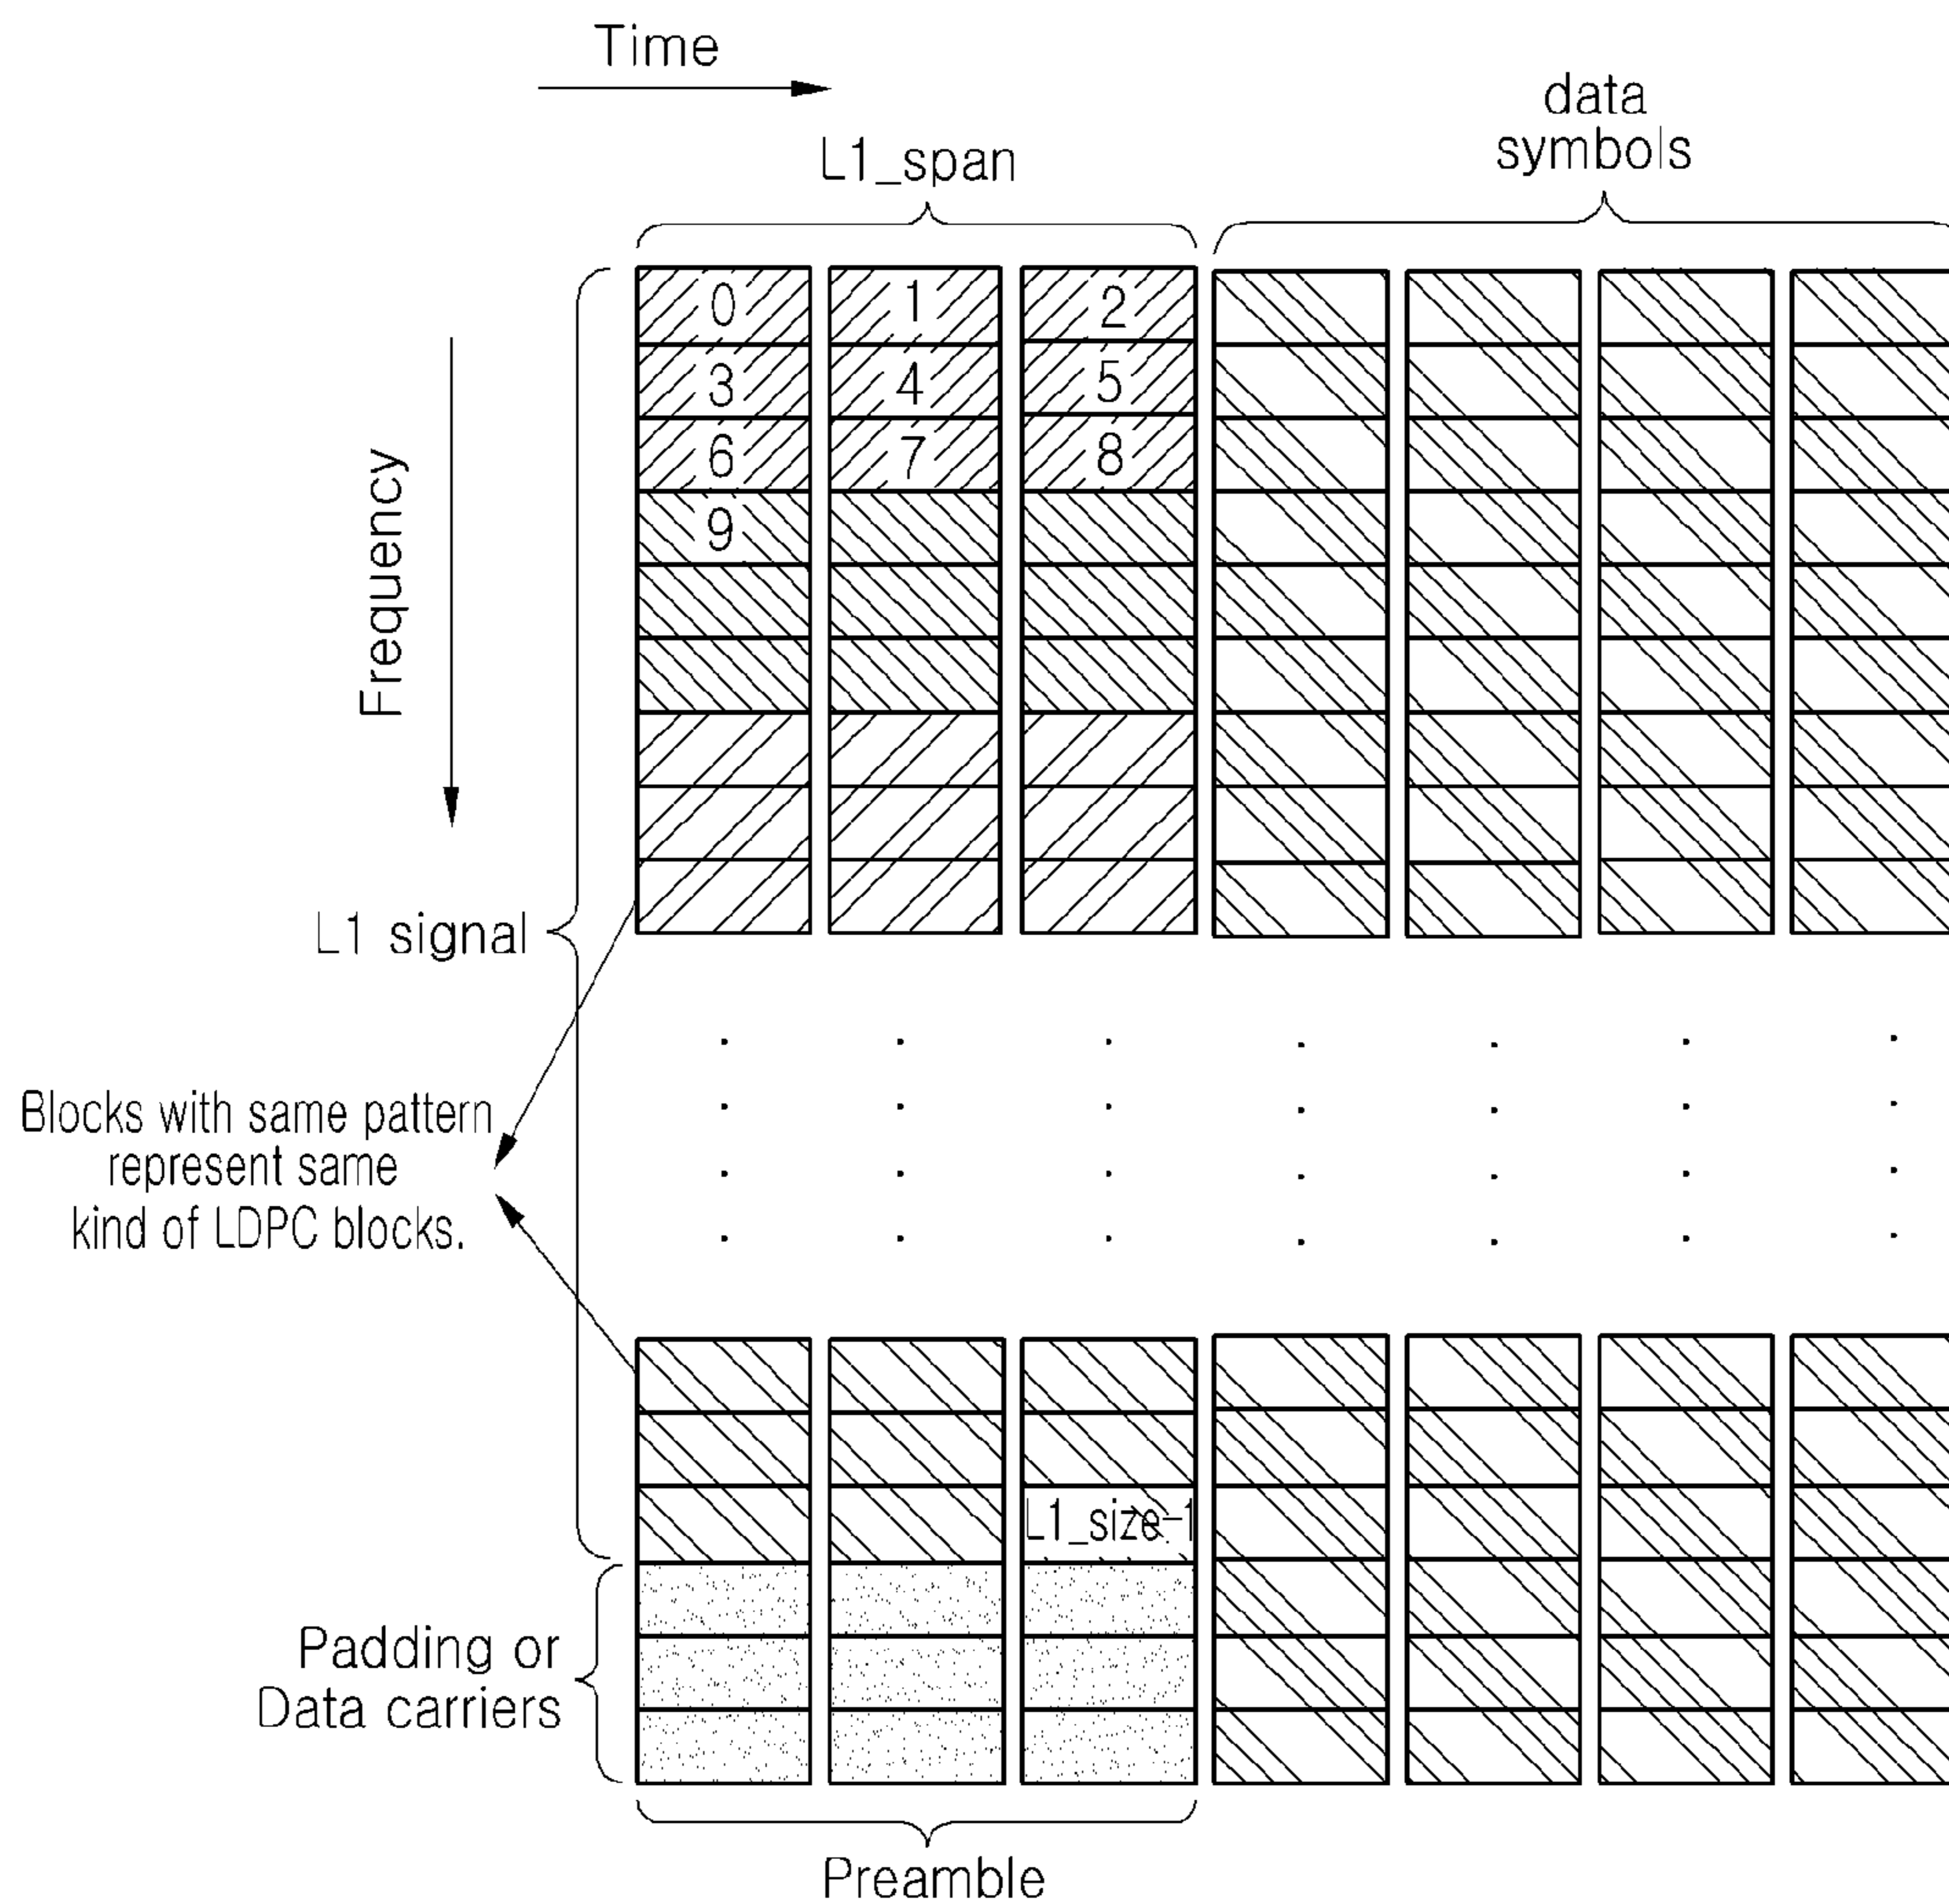 Time
data
symbols
L1_span
0 1 2
3 4 5
6 7 8
9
Frequency
L1 signal
Blocks with same pattern
represent same
kind of LDPC blocks.
L1_size-1
Padding or
Data carriers
Preamble